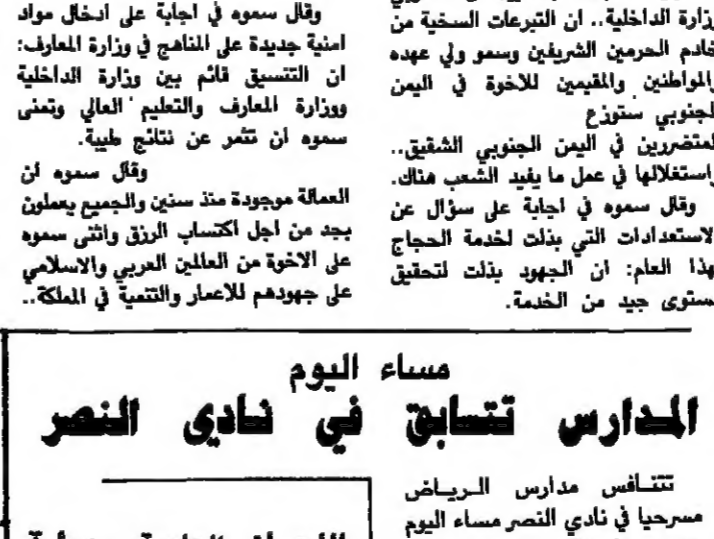 وزارة الداخلية.. ان التبرعات السخية من
خادم الحرمين الشريفين وسمو ولي عهده
والمواطنين والمقيمين للاخوة في اليمن
الجنوبي ستوزع
المتضررين في اليمن الجنوبي الشقيق..
واستغلالها في عمل ما يفيد الشعب هناك.
وقال سموه في اجابة على سؤال عن
الاستعدادات التي بذلت لخدمة الحجاج
لهذا العام: ان الجهود بذلت لتحقيق
مستوى جيد من الخدمة.
وقال سموه في اجابة على ادخال مواد
امنية جديدة على المناهج في وزارة المعارف:
ان التنسيق قائم بين وزارة الداخلية
ووزارة المعارف والتعليم العالي وتمنى
سموه ان تثمر عن نتائج طيبة.
وقال سموه ان
العمالة موجودة منذ سنين والجميع يعملون
بجد من اجل اكتساب الرزق واثنى سموه
على الاخوة من العالمين العربي والاسلامي
على جهودهم للاعمار والتنمية في المملكة..
مساء اليوم
المدارس تتسابق في نادي النصر
تتنافس مدارس الرياض
مسرحيا في نادي النصر مساء اليوم